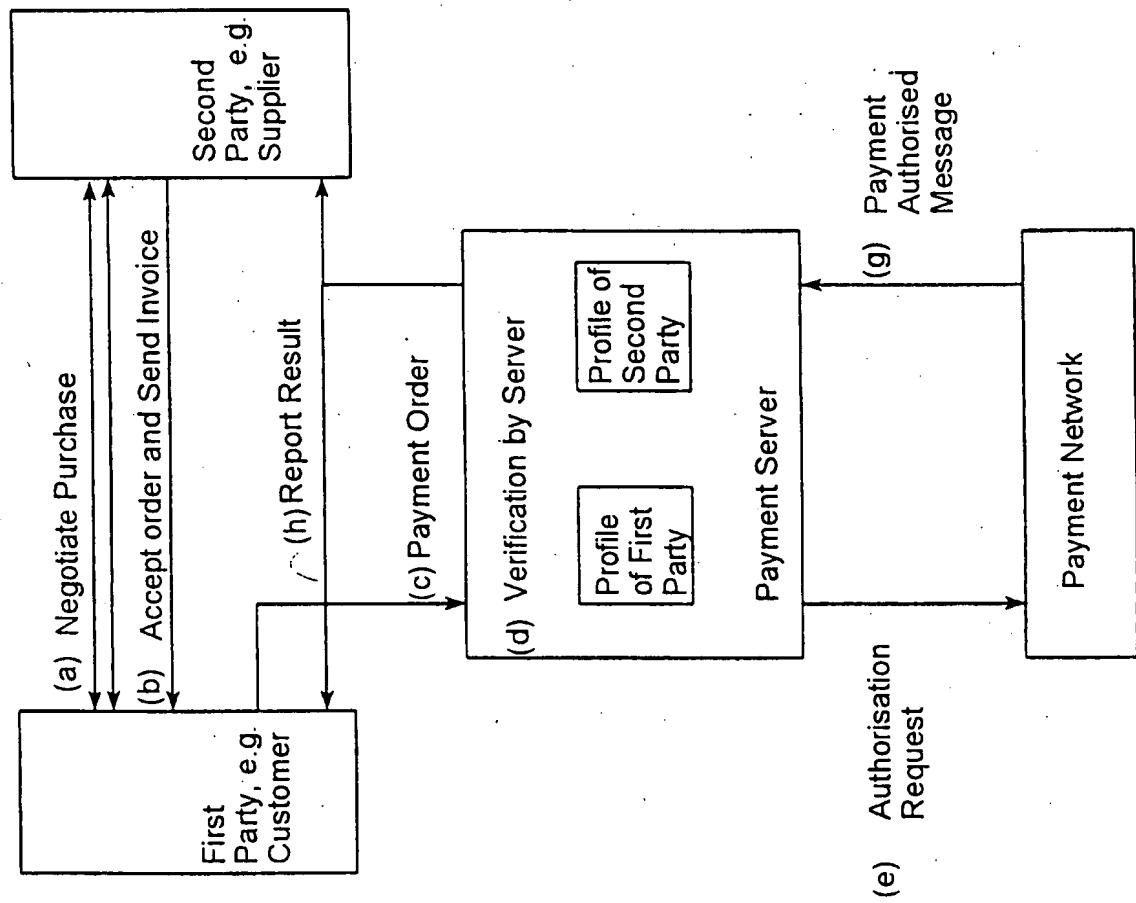 First
Party, e.g.
Customer
Second
Party, e.g.
Supplier
(a) Negotiate Purchase
(b) Accept order and Send Invoice
(h) Report Result
(c) Payment Order
(d) Verification by Server
Profile
of First
Party
Profile of
Second
Party
Payment Server
(e) Authorisation
Request
(g) Payment
Authorised
Message
Payment Network